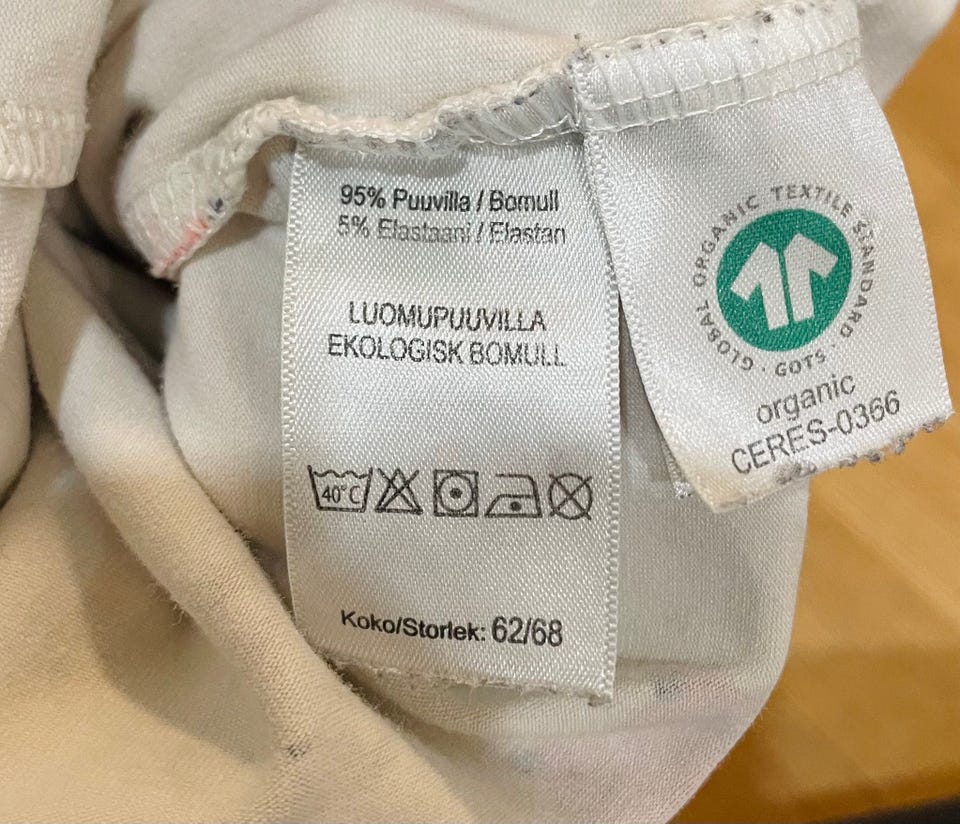 95% Puuvilla / Bomull
5% Elastaani / Elastan
LUOMUPUUVILLA
EKOLOGISK BOMULL
40°C
Koko/Storlek: 62/68
GLOBAL ORGANIC TEXTILE STANDARD · GOTS ·
organic
CERES-0366